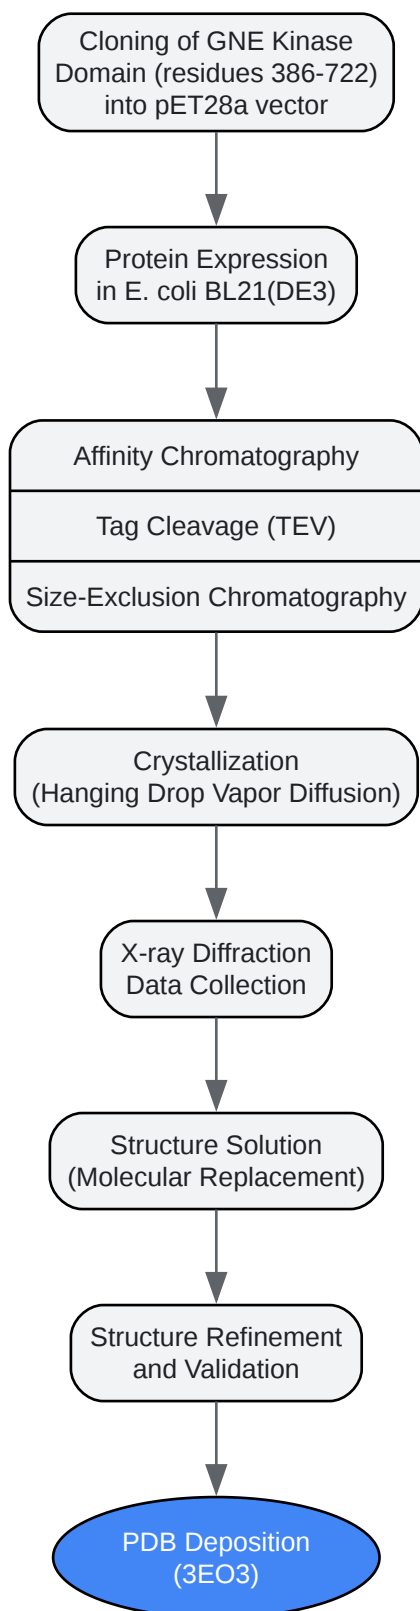 Cloning of GNE Kinase
Domain (residues 386-722)
into pET28a vector
Protein Expression
in E. coli BL21(DE3)
Affinity Chromatography
Tag Cleavage (TEV)
Size-Exclusion Chromatography
Crystallization
(Hanging Drop Vapor Diffusion)
X-ray Diffraction
Data Collection
Structure Solution
(Molecular Replacement)
Structure Refinement
and Validation
PDB Deposition
(3EO3)